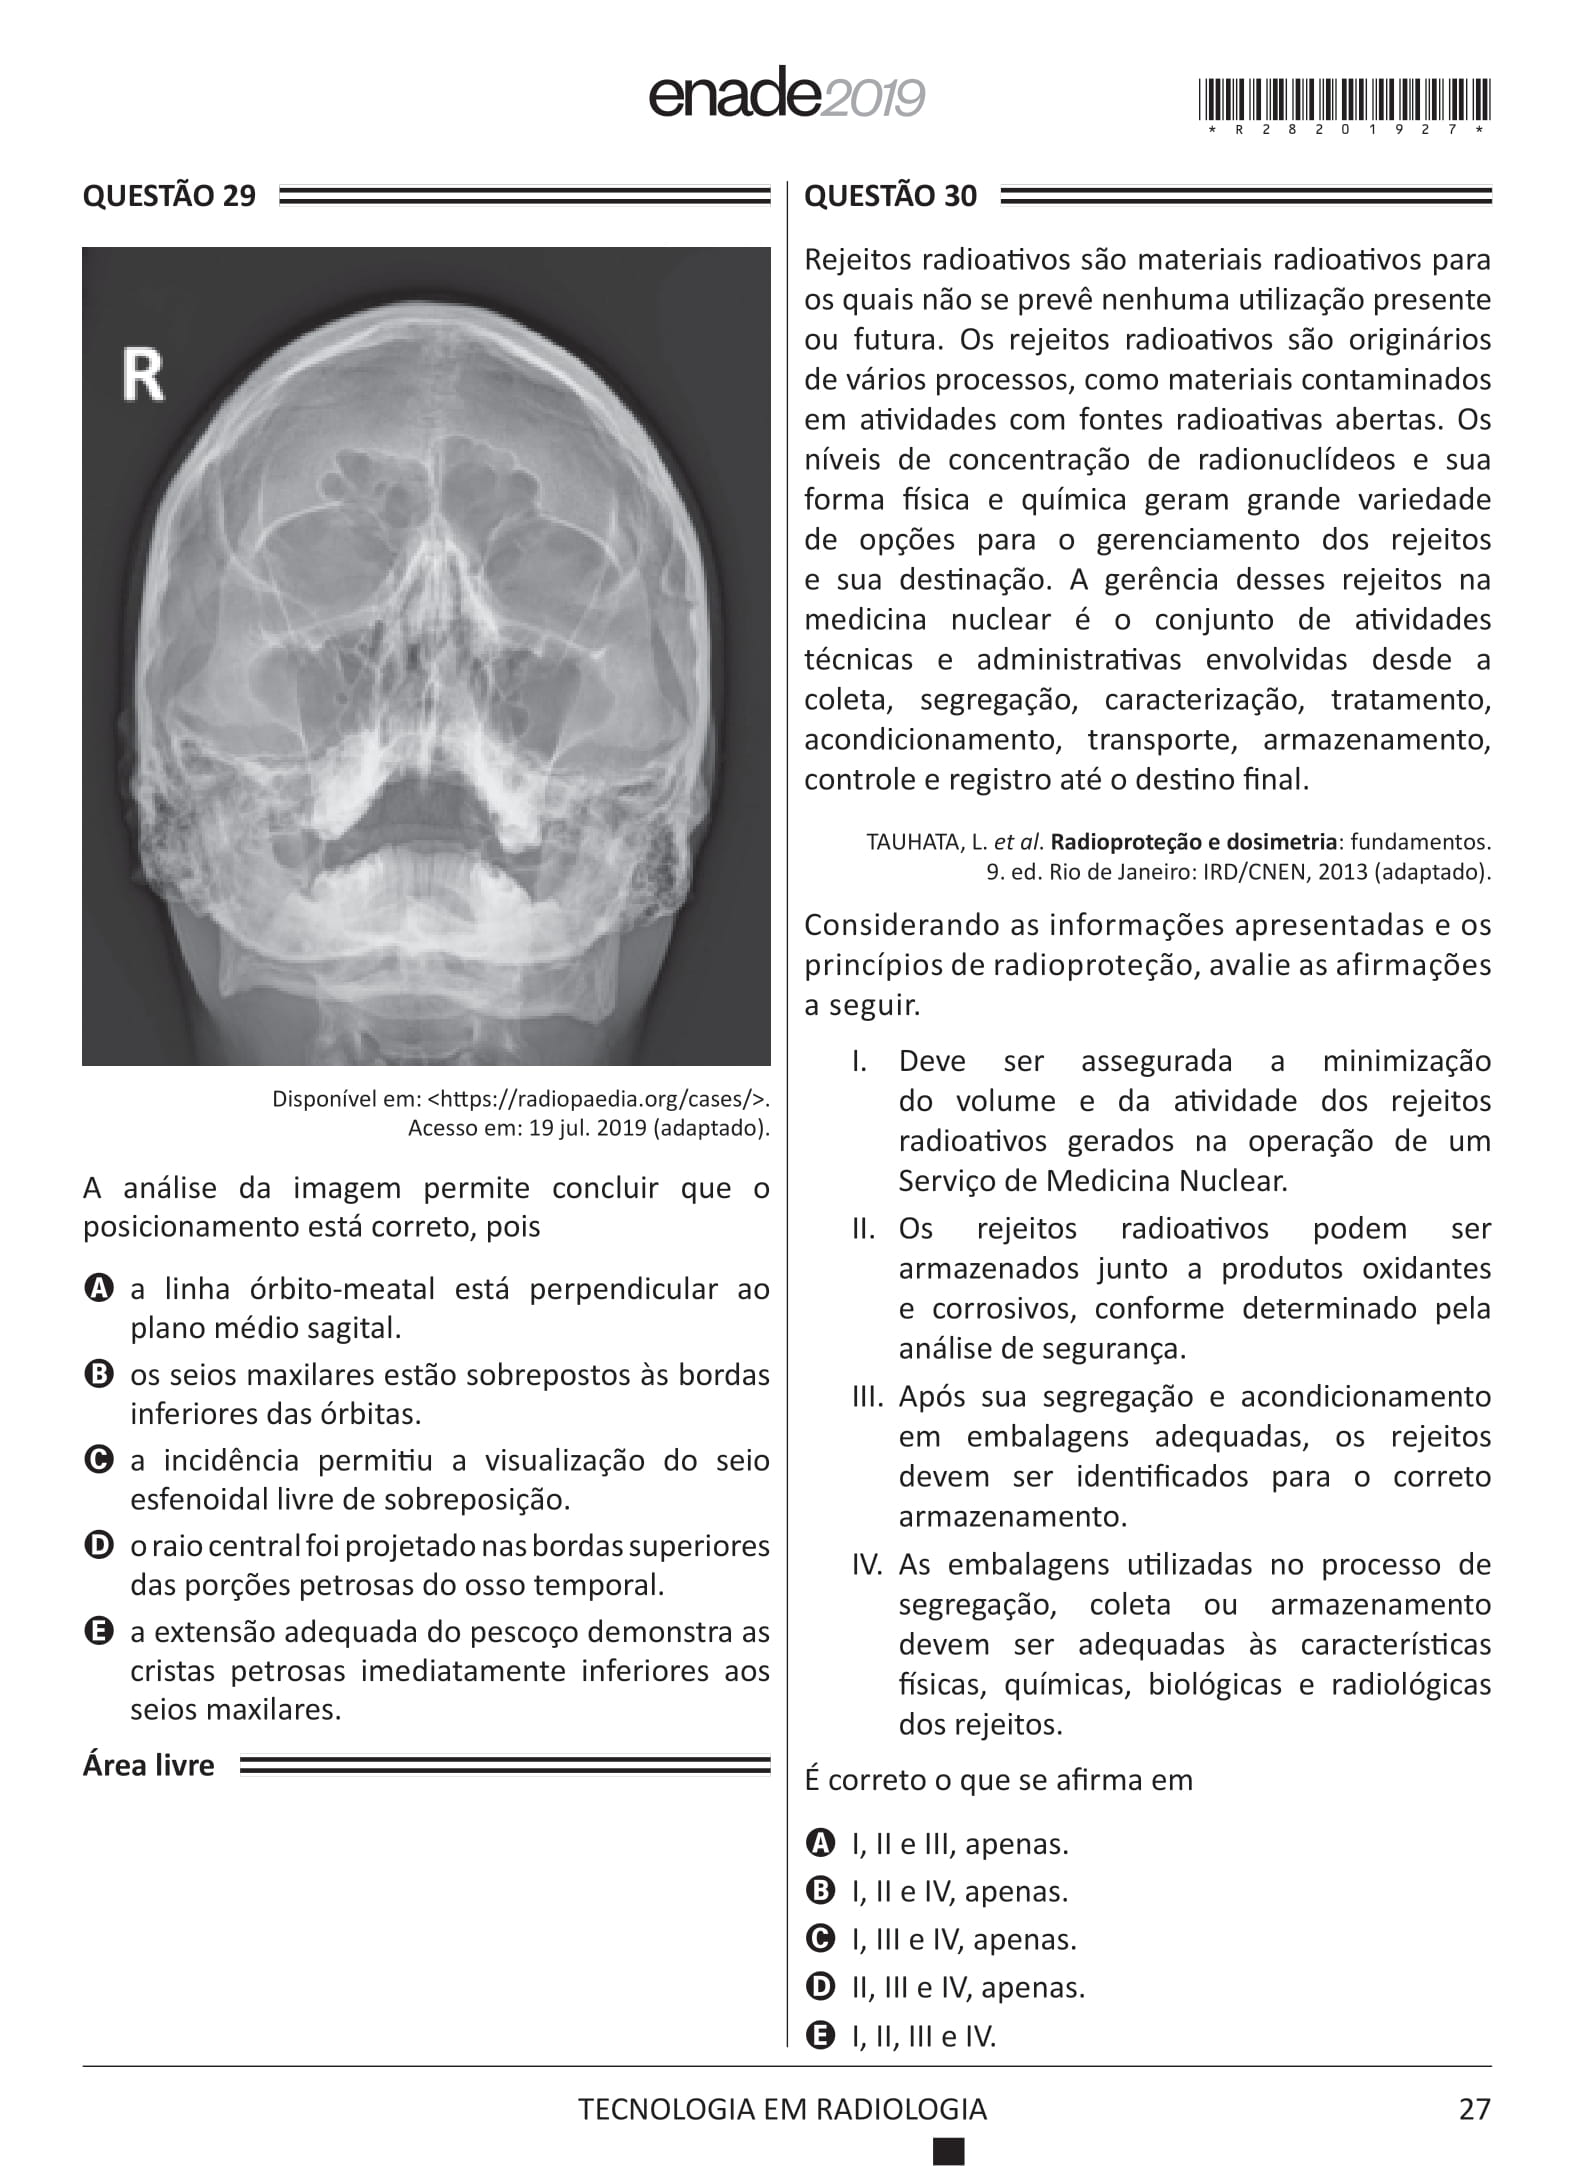 enade2019
*R28201927*
QUESTÃO 29
R
Disponível em: <https://radiopaedia.org/cases/>.
Acesso em: 19 jul. 2019 (adaptado).
A análise da imagem permite concluir que o
posicionamento está correto, pois
A a linha órbito-meatal está perpendicular ao
plano médio sagital.
B os seios maxilares estão sobrepostos às bordas
inferiores das órbitas.
C a incidência permitiu a visualização do seio
esfenoidal livre de sobreposição.
D o raio central foi projetado nas bordas superiores
das porções petrosas do osso temporal.
E a extensão adequada do pescoço demonstra as
cristas petrosas imediatamente inferiores aos
seios maxilares.
Área livre
QUESTÃO 30
Rejeitos radioativos são materiais radioativos para
os quais não se prevê nenhuma utilização presente
ou futura. Os rejeitos radioativos são originários
de vários processos, como materiais contaminados
em atividades com fontes radioativas abertas. Os
níveis de concentração de radionuclídeos e sua
forma física e química geram grande variedade
de opções para o gerenciamento dos rejeitos
e sua destinação. A gerência desses rejeitos na
medicina nuclear é o conjunto de atividades
técnicas e administrativas envolvidas desde a
coleta, segregação, caracterização, tratamento,
acondicionamento, transporte, armazenamento,
controle e registro até o destino final.
TAUHATA, L. et al. Radioproteção e dosimetria: fundamentos.
9. ed. Rio de Janeiro: IRD/CNEN, 2013 (adaptado).
Considerando as informações apresentadas e os
princípios de radioproteção, avalie as afirmações
a seguir.
I. Deve ser assegurada a minimização
do volume e da atividade dos rejeitos
radioativos gerados na operação de um
Serviço de Medicina Nuclear.
II. Os rejeitos radioativos podem ser
armazenados junto a produtos oxidantes
e corrosivos, conforme determinado pela
análise de segurança.
III. Após sua segregação e acondicionamento
em embalagens adequadas, os rejeitos
devem ser identificados para o correto
armazenamento.
IV. As embalagens utilizadas no processo de
segregação, coleta ou armazenamento
devem ser adequadas às características
físicas, químicas, biológicas e radiológicas
dos rejeitos.
É correto o que se afirma em
A I, II e III, apenas.
B I, II e IV, apenas.
C I, III e IV, apenas.
D II, III e IV, apenas.
E I, II, III e IV.
TECNOLOGIA EM RADIOLOGIA
27